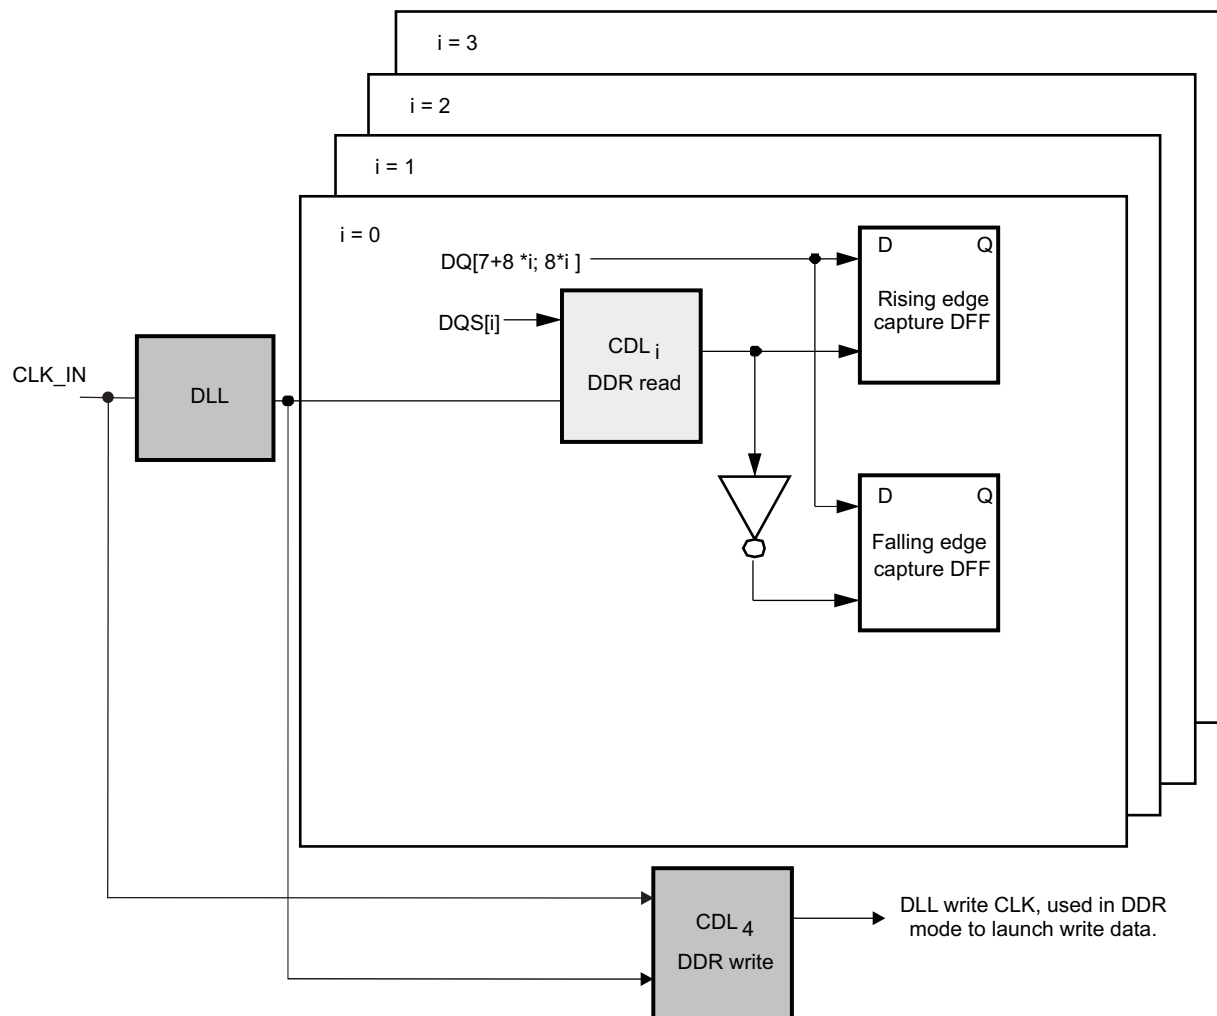 i = 3
i = 2
i = 1
i = 0
DQ[7+8 *i; 8*i ]
DQS[i]
CDL i
DDR read
D Q
Rising edge
capture DFF
CLK_IN
DLL
D Q
Falling edge
capture DFF
CDL 4
DDR write
DLL write CLK, used in DDR
mode to launch write data.